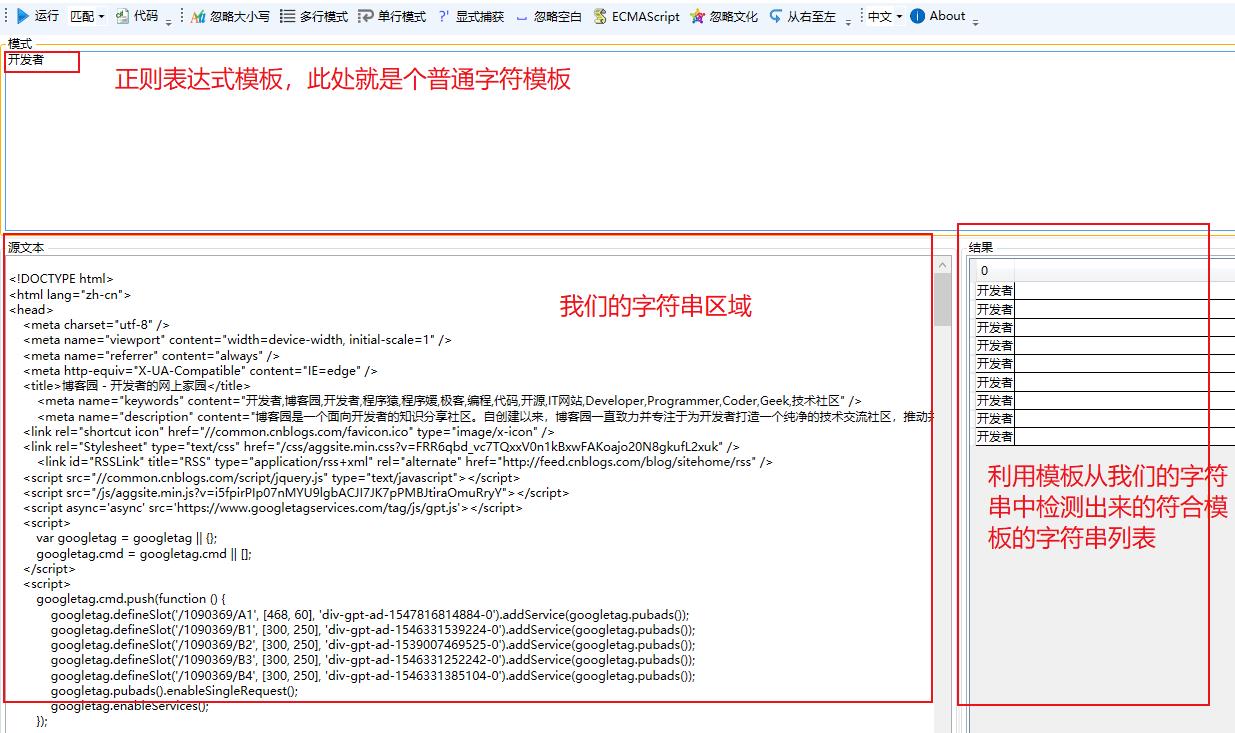 运行 匹配 代码 忽略大小写 多行模式 单行模式 ?' 显式捕获 忽略空白 ECMAScript 忽略文化 从右至左 中文 About
模式
开发者
正则表达式模板，此处就是个普通字符模板
源文本
<!DOCTYPE html>
<html lang="zh-cn">
<head>
<meta charset="utf-8" />
<meta name="viewport" content="width=device-width, initial-scale=1" />
<meta name="referrer" content="always" />
<meta http-equiv="X-UA-Compatible" content="IE=edge" />
<title>博客园 - 开发者的网上家园</title>
<meta name="keywords" content="开发者,博客园,开发者,程序猿,程序媛,极客,编程,代码,开源,IT网站,Developer,Programmer,Coder,Geek,技术社区" />
<meta name="description" content="博客园是一个面向开发者的知识分享社区。自创建以来，博客园一直致力并专注于为开发者打造一个纯净的技术交流社区，推动
<link rel="shortcut icon" href="//common.cnblogs.com/favicon.ico" type="image/x-icon" />
<link rel="Stylesheet" type="text/css" href="/css/aggsite.min.css?v=FRR6qbd_vc7TQxxV0n1kBxwFAKoajo20N8gkufL2xuk" />
<link id="RSSLink" title="RSS" type="application/rss+xml" rel="alternate" href="http://feed.cnblogs.com/blog/sitehome/rss" />
<script src="//common.cnblogs.com/script/jquery.js" type="text/javascript"></script>
<script src="/js/aggsite.min.js?v=i5fpirPIp07nMYU9lgbACJI7JK7pPMBJtiraOmuRryY"></script>
<script async='async' src='https://www.googletagservices.com/tag/js/gpt.js'></script>
<script>
var googletag = googletag || {};
googletag.cmd = googletag.cmd || [];
</script>
<script>
googletag.cmd.push(function () {
googletag.defineSlot('/1090369/A1', [468, 60], 'div-gpt-ad-1547816814884-0').addService(googletag.pubads());
googletag.defineSlot('/1090369/B1', [300, 250], 'div-gpt-ad-1546331539224-0').addService(googletag.pubads());
googletag.defineSlot('/1090369/B2', [300, 250], 'div-gpt-ad-1539007469525-0').addService(googletag.pubads());
googletag.defineSlot('/1090369/B3', [300, 250], 'div-gpt-ad-1546331252242-0').addService(googletag.pubads());
googletag.defineSlot('/1090369/B4', [300, 250], 'div-gpt-ad-1546331385104-0').addService(googletag.pubads());
googletag.pubads().enableSingleRequest();
googletag.enableServices();
});
我们的字符串区域
结果
0
开发者
开发者
开发者
开发者
开发者
开发者
开发者
开发者
开发者
利用模板从我们的字符
串中检测出来的符合模
板的字符串列表